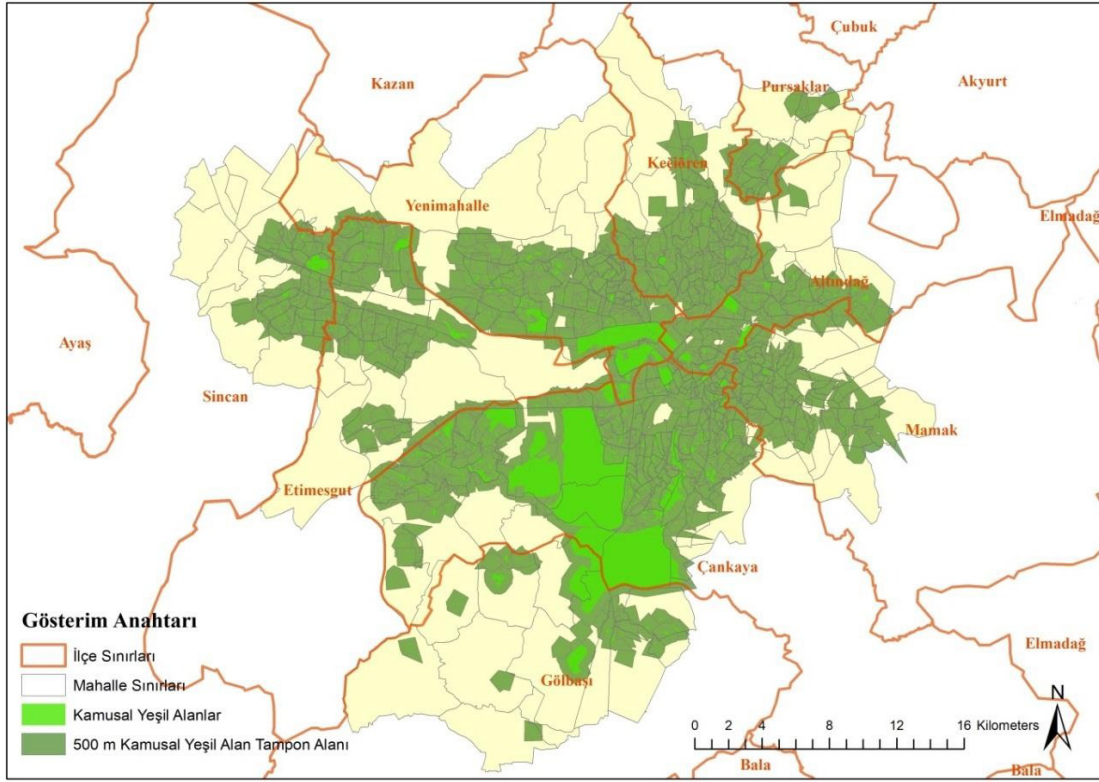 Çubuk
Kazan
Pursaklar
Akyurt
Keçiören
Yenimahalle
Elmadağ
Altındağ
Ayaş
Sincan
Mamak
Etimesgut
Çankaya
Gösterim Anahtarı
İlçe Sınırları
Mahalle Sınırları
Kamusal Yeşil Alanlar
500 m Kamusal Yeşil Alan Tampon Alanı
Gölbaşı
Elmadağ
N
0 2 4 8 12 16 Kilometers
Bala
Bala